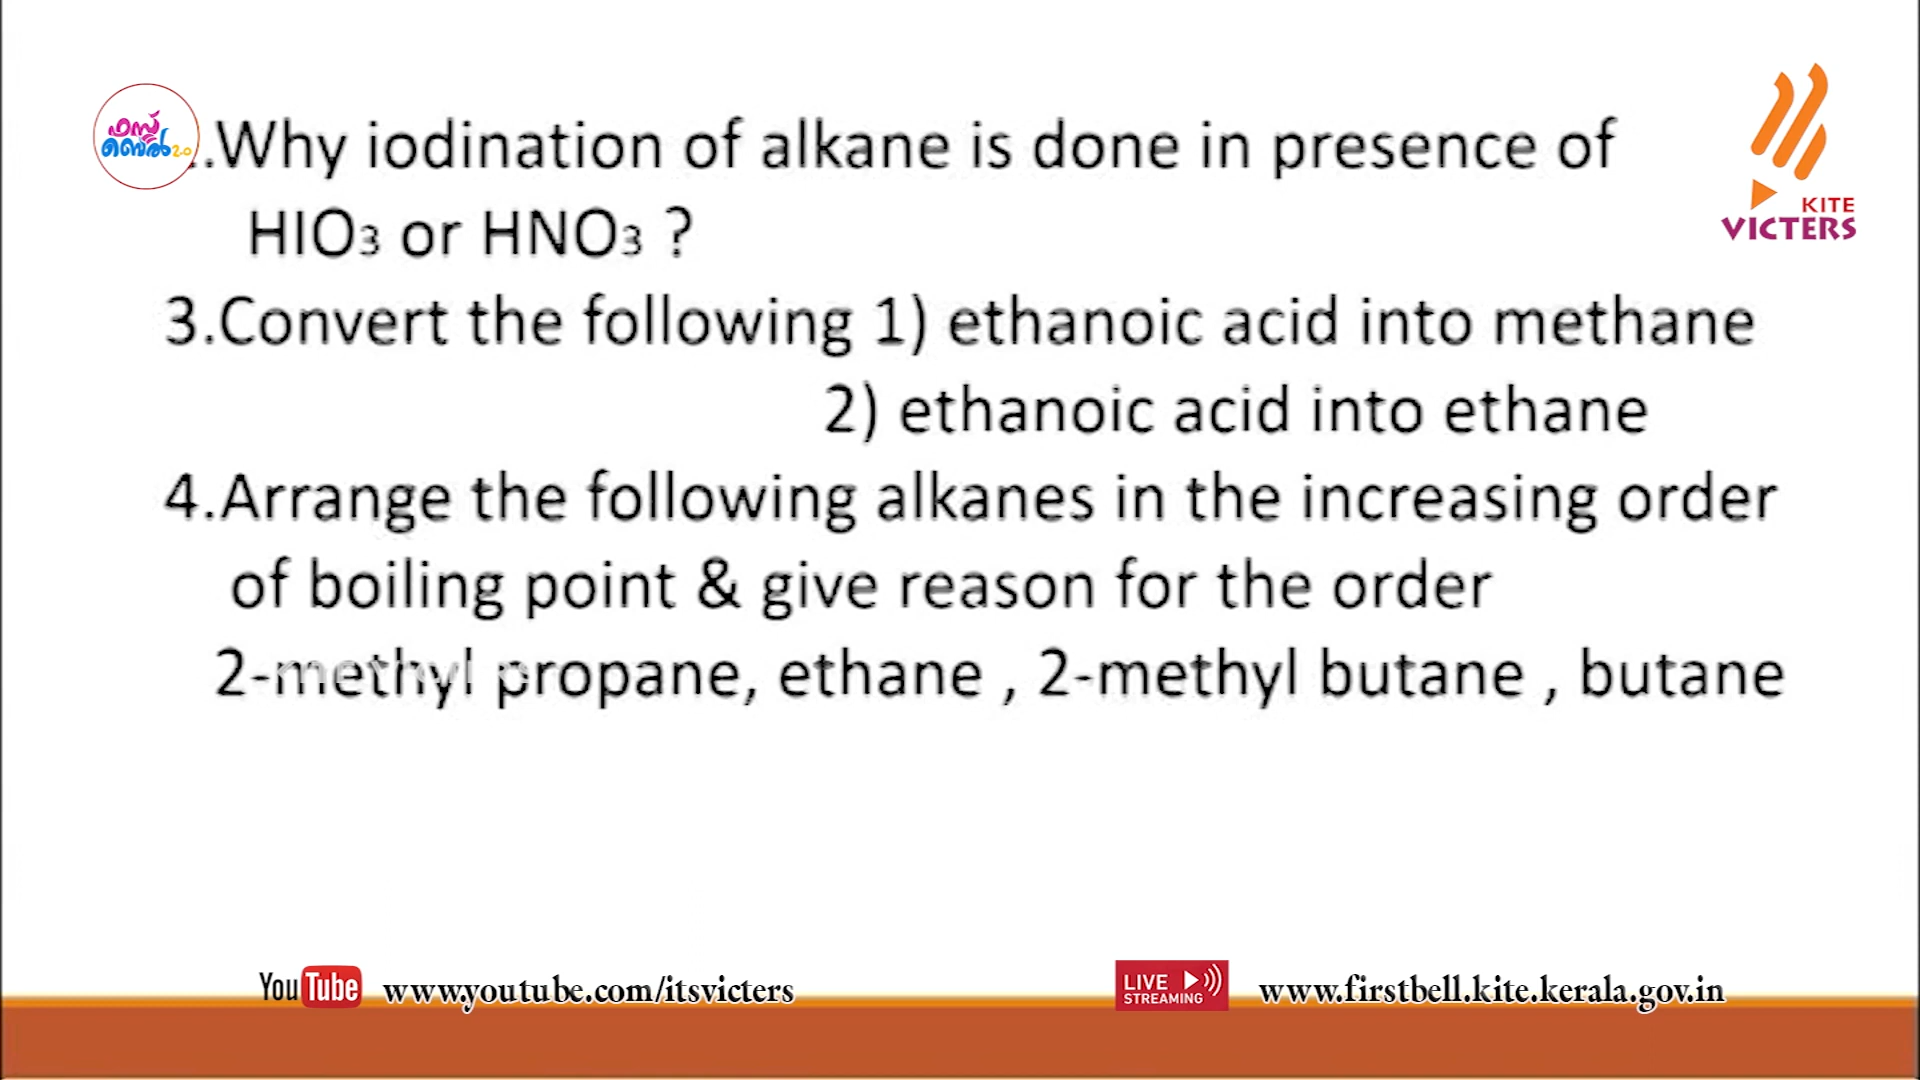 ഫസ്റ്റ്
ബെൽ 2.0
.Why iodination of alkane is done in presence of
HIO₃ or HNO₃ ?
KITE
VICTERS
3.Convert the following 1) ethanoic acid into methane
2) ethanoic acid into ethane
4.Arrange the following alkanes in the increasing order
of boiling point & give reason for the order
2-methyl propane, ethane , 2-methyl butane , butane
YouTube www.youtube.com/itsvicters
LIVE STREAMING www.firstbell.kite.kerala.gov.in